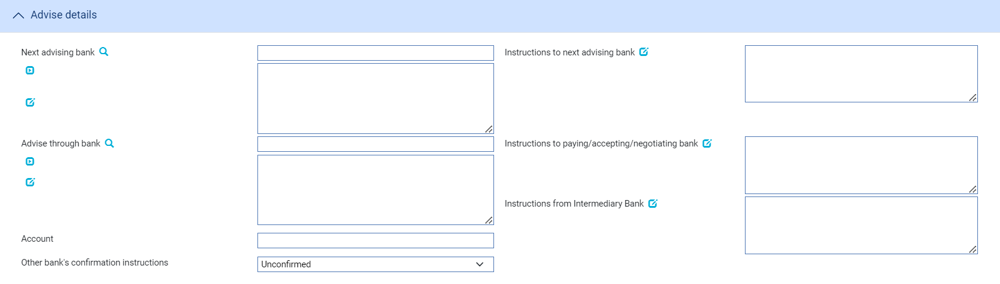 Advise details
Next advising bank
Instructions to next advising bank
Advise through bank
Instructions to paying/accepting/negotiating bank
Instructions from Intermediary Bank
Account
Other bank's confirmation instructions
Unconfirmed